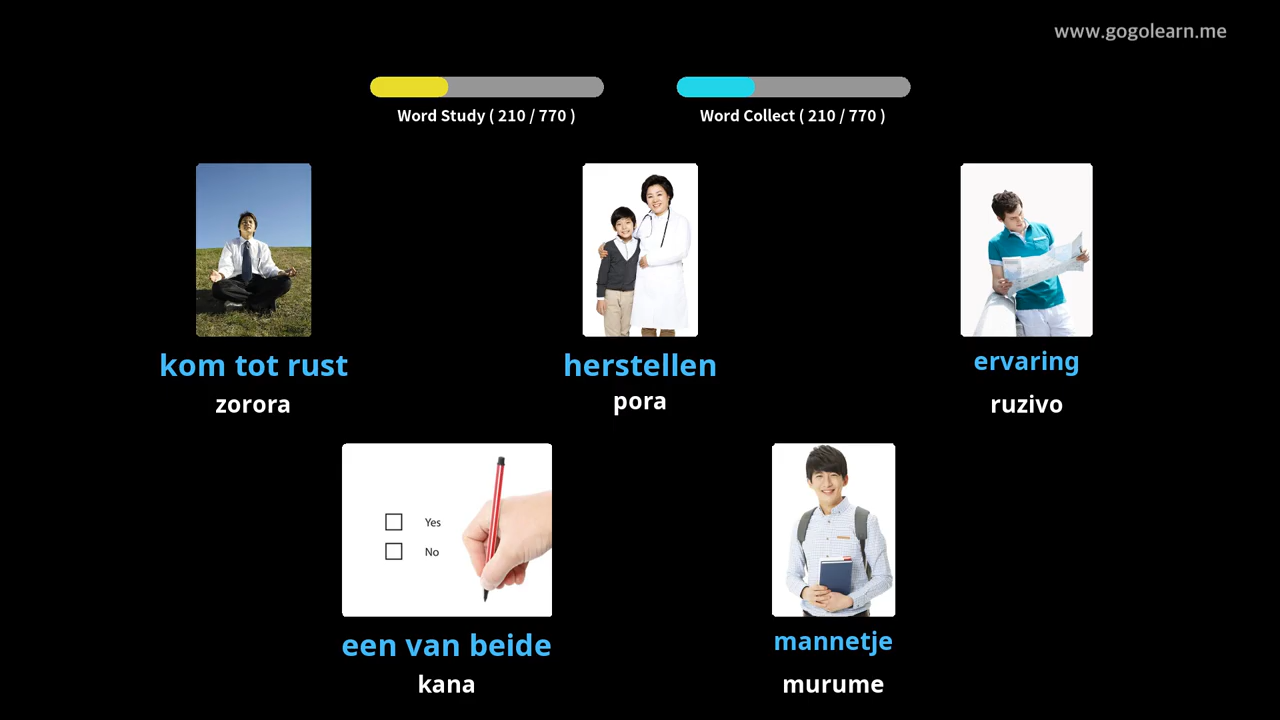 www.gogolearn.me
Word Study ( 210 / 770 )
Word Collect ( 210 / 770 )
kom tot rust
zorora
herstellen
pora
ervaring
ruzivo
Yes
No
een van beide
kana
mannetje
murume